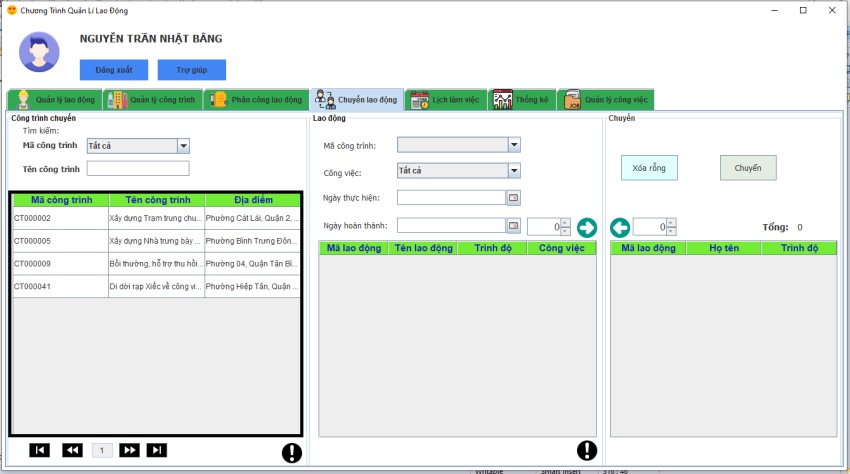 Chương Trình Quản Lí Lao Động
NGUYỄN TRẦN NHẬT BẰNG
Đăng xuất
Trợ giúp
Quản lý lao động
Quản lý công trình
Phân công lao động
Chuyển lao động
Lịch làm việc
Thống kê
Quản lý công việc
Công trình chuyển
Tìm kiếm:
Mã công trình
Tất cả
Tên công trình
Mã công trình Tên công trình Địa điểm
CT000002 Xây dựng Trạm trung chu... Phường Cát Lái, Quận 2, ...
CT000005 Xây dựng Nhà trưng bày ... Phường Bình Trưng Đôn...
CT000009 Bồi thường, hỗ trợ thu hồi... Phường 04, Quận Tân Bì...
CT000041 Di dời rạp Xiếc về công vi... Phường Hiệp Tân, Quận ...
1
Lao động
Mã công trình:
Công việc:
Tất cả
Ngày thực hiện:
Ngày hoàn thành:
0
Mã lao động Tên lao động Trình độ Công việc
Chuyển
Xóa rỗng
Chuyển
0
Tổng: 0
Mã lao động Họ tên Trình độ
Writable Smart Insert 310 : 46